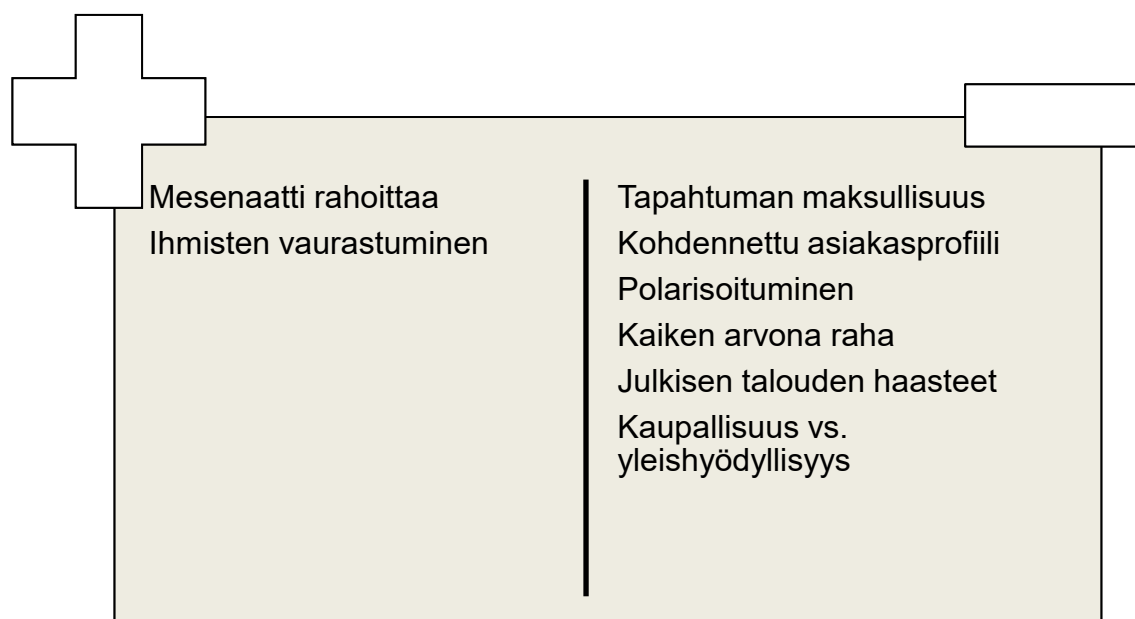 Mesenaatti rahoittaa
Ihmisten vaurastuminen
Tapahtuman maksullisuus
Kohdennettu asiakasprofiili
Polarisoituminen
Kaiken arvona raha
Julkisen talouden haasteet
Kaupallisuus vs.
yleishyödyllisyys